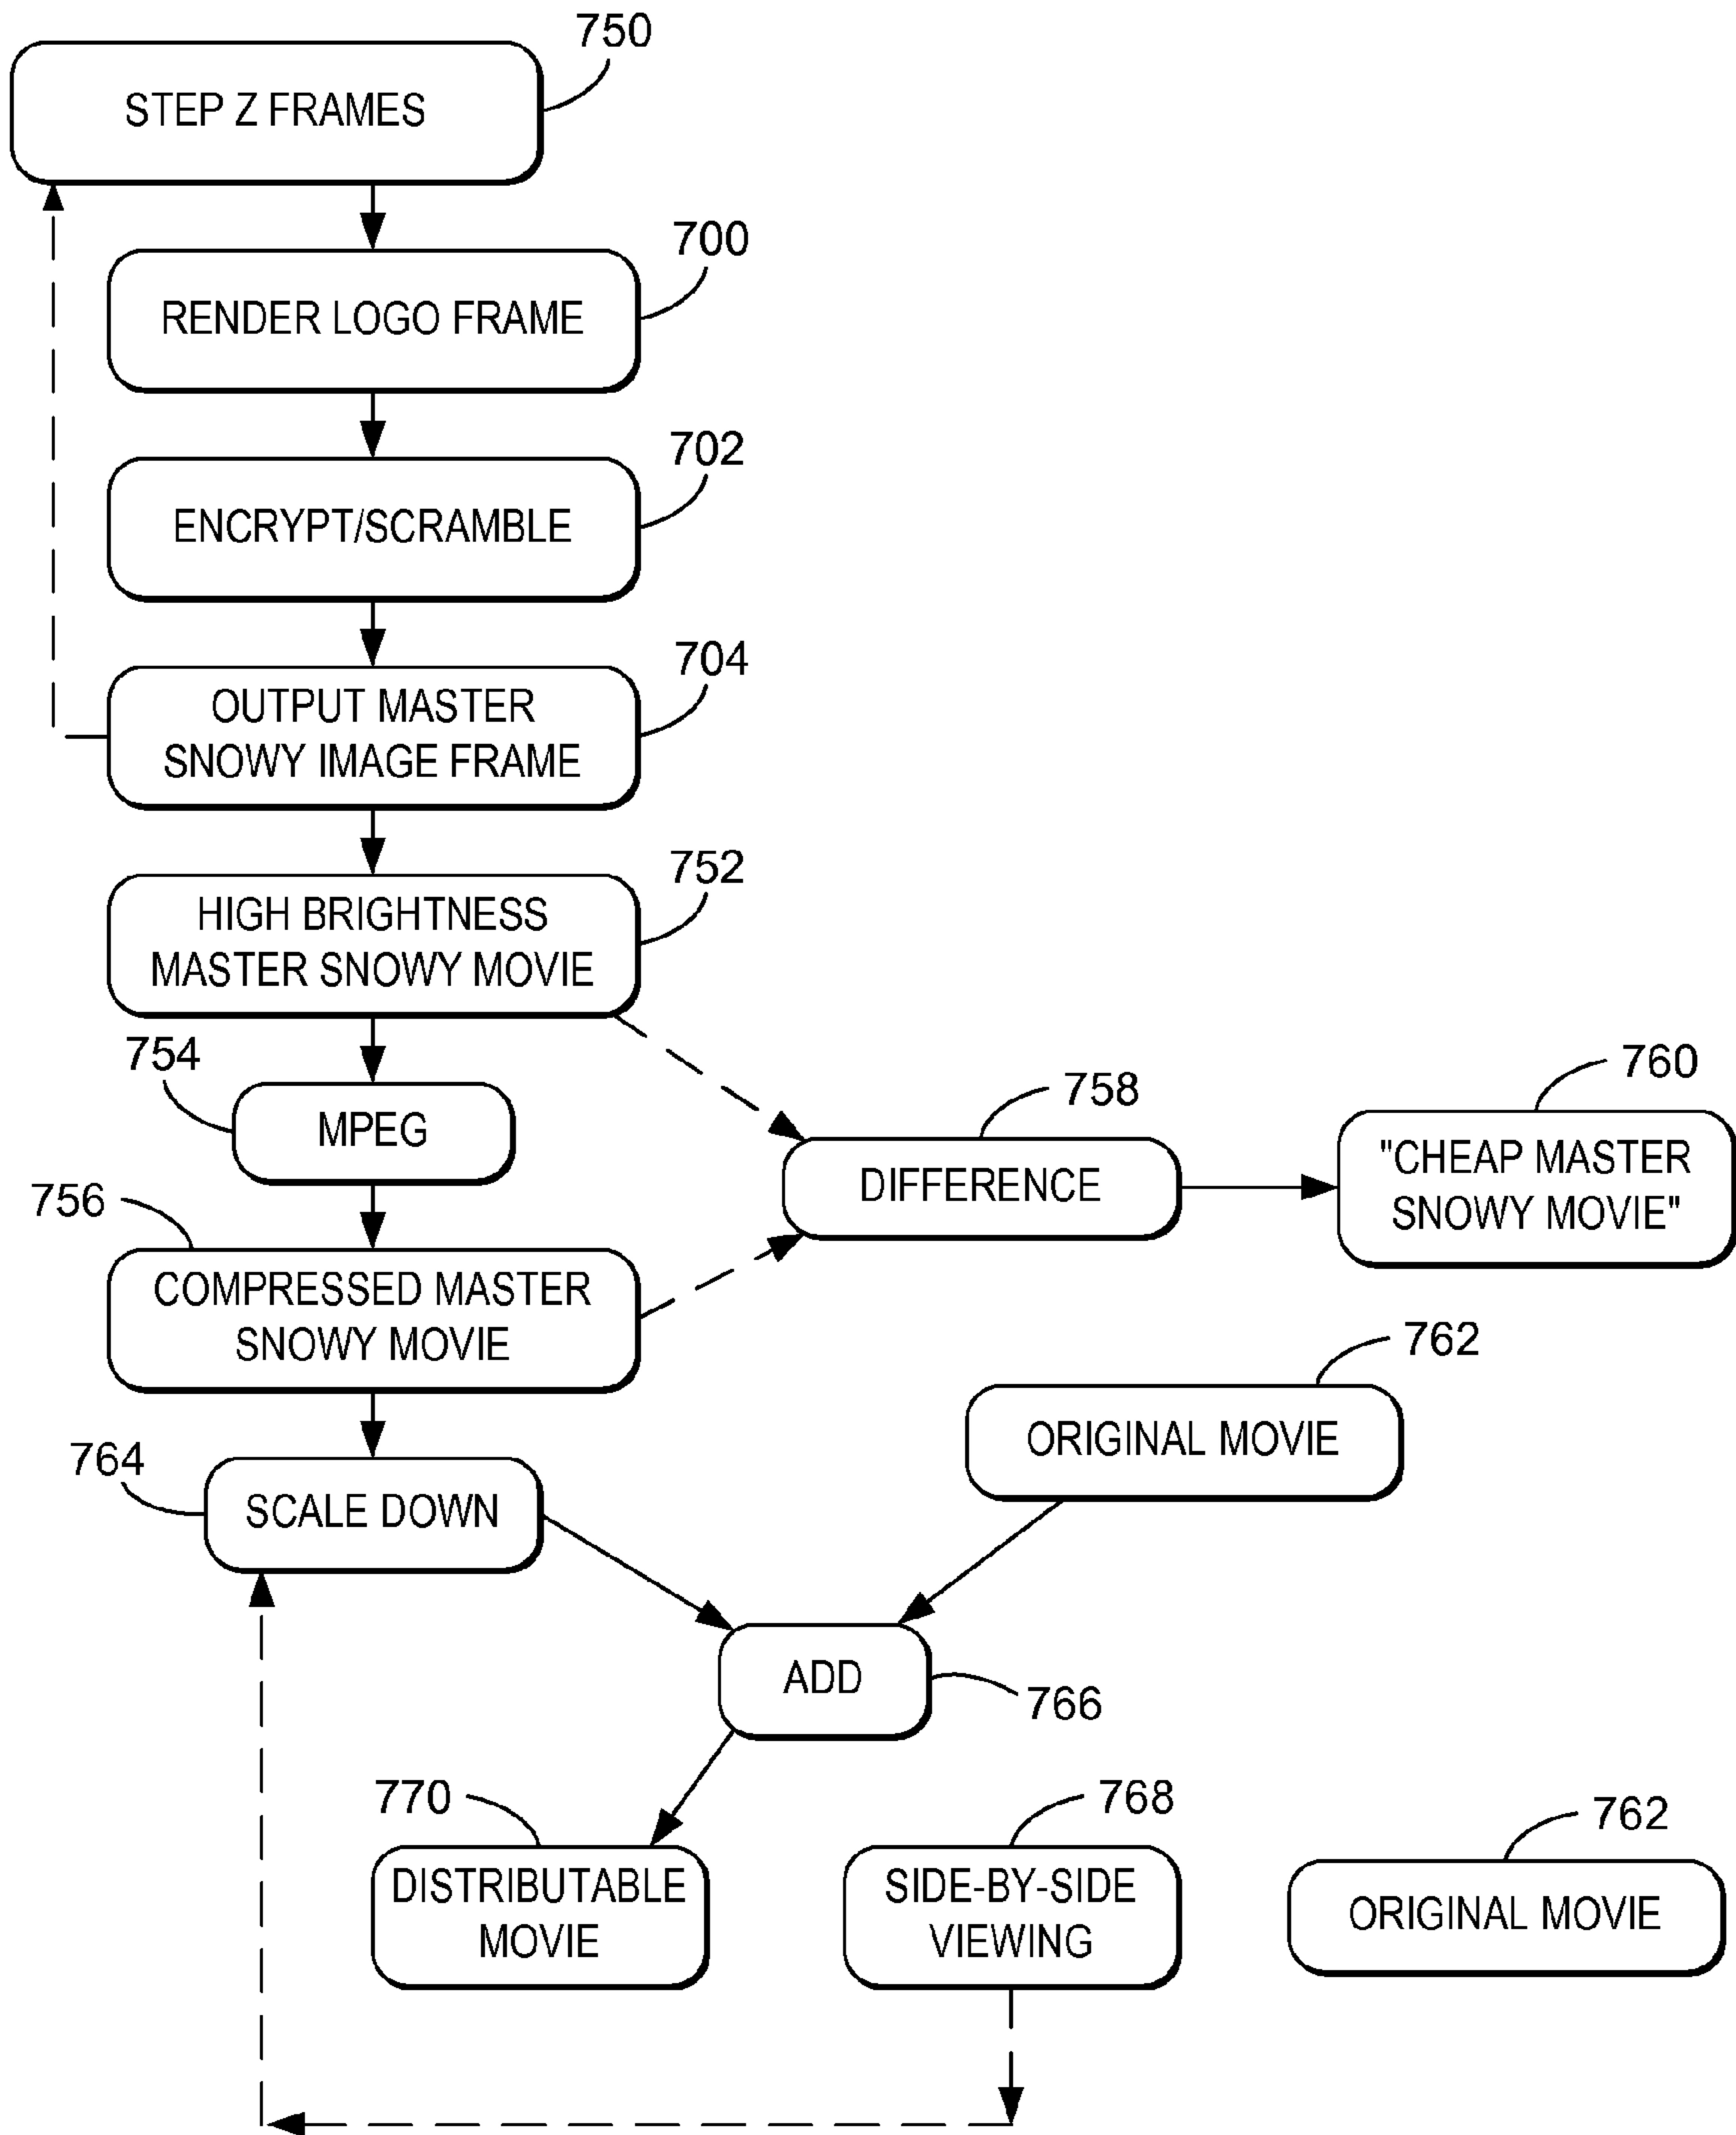 750
STEP Z FRAMES
700
RENDER LOGO FRAME
702
ENCRYPT/SCRAMBLE
704
OUTPUT MASTER
SNOWY IMAGE FRAME
752
HIGH BRIGHTNESS
MASTER SNOWY MOVIE
754
MPEG
758
DIFFERENCE
760
"CHEAP MASTER
SNOWY MOVIE"
756
COMPRESSED MASTER
SNOWY MOVIE
762
ORIGINAL MOVIE
764
SCALE DOWN
ADD
766
770
DISTRIBUTABLE
MOVIE
768
SIDE-BY-SIDE
VIEWING
762
ORIGINAL MOVIE